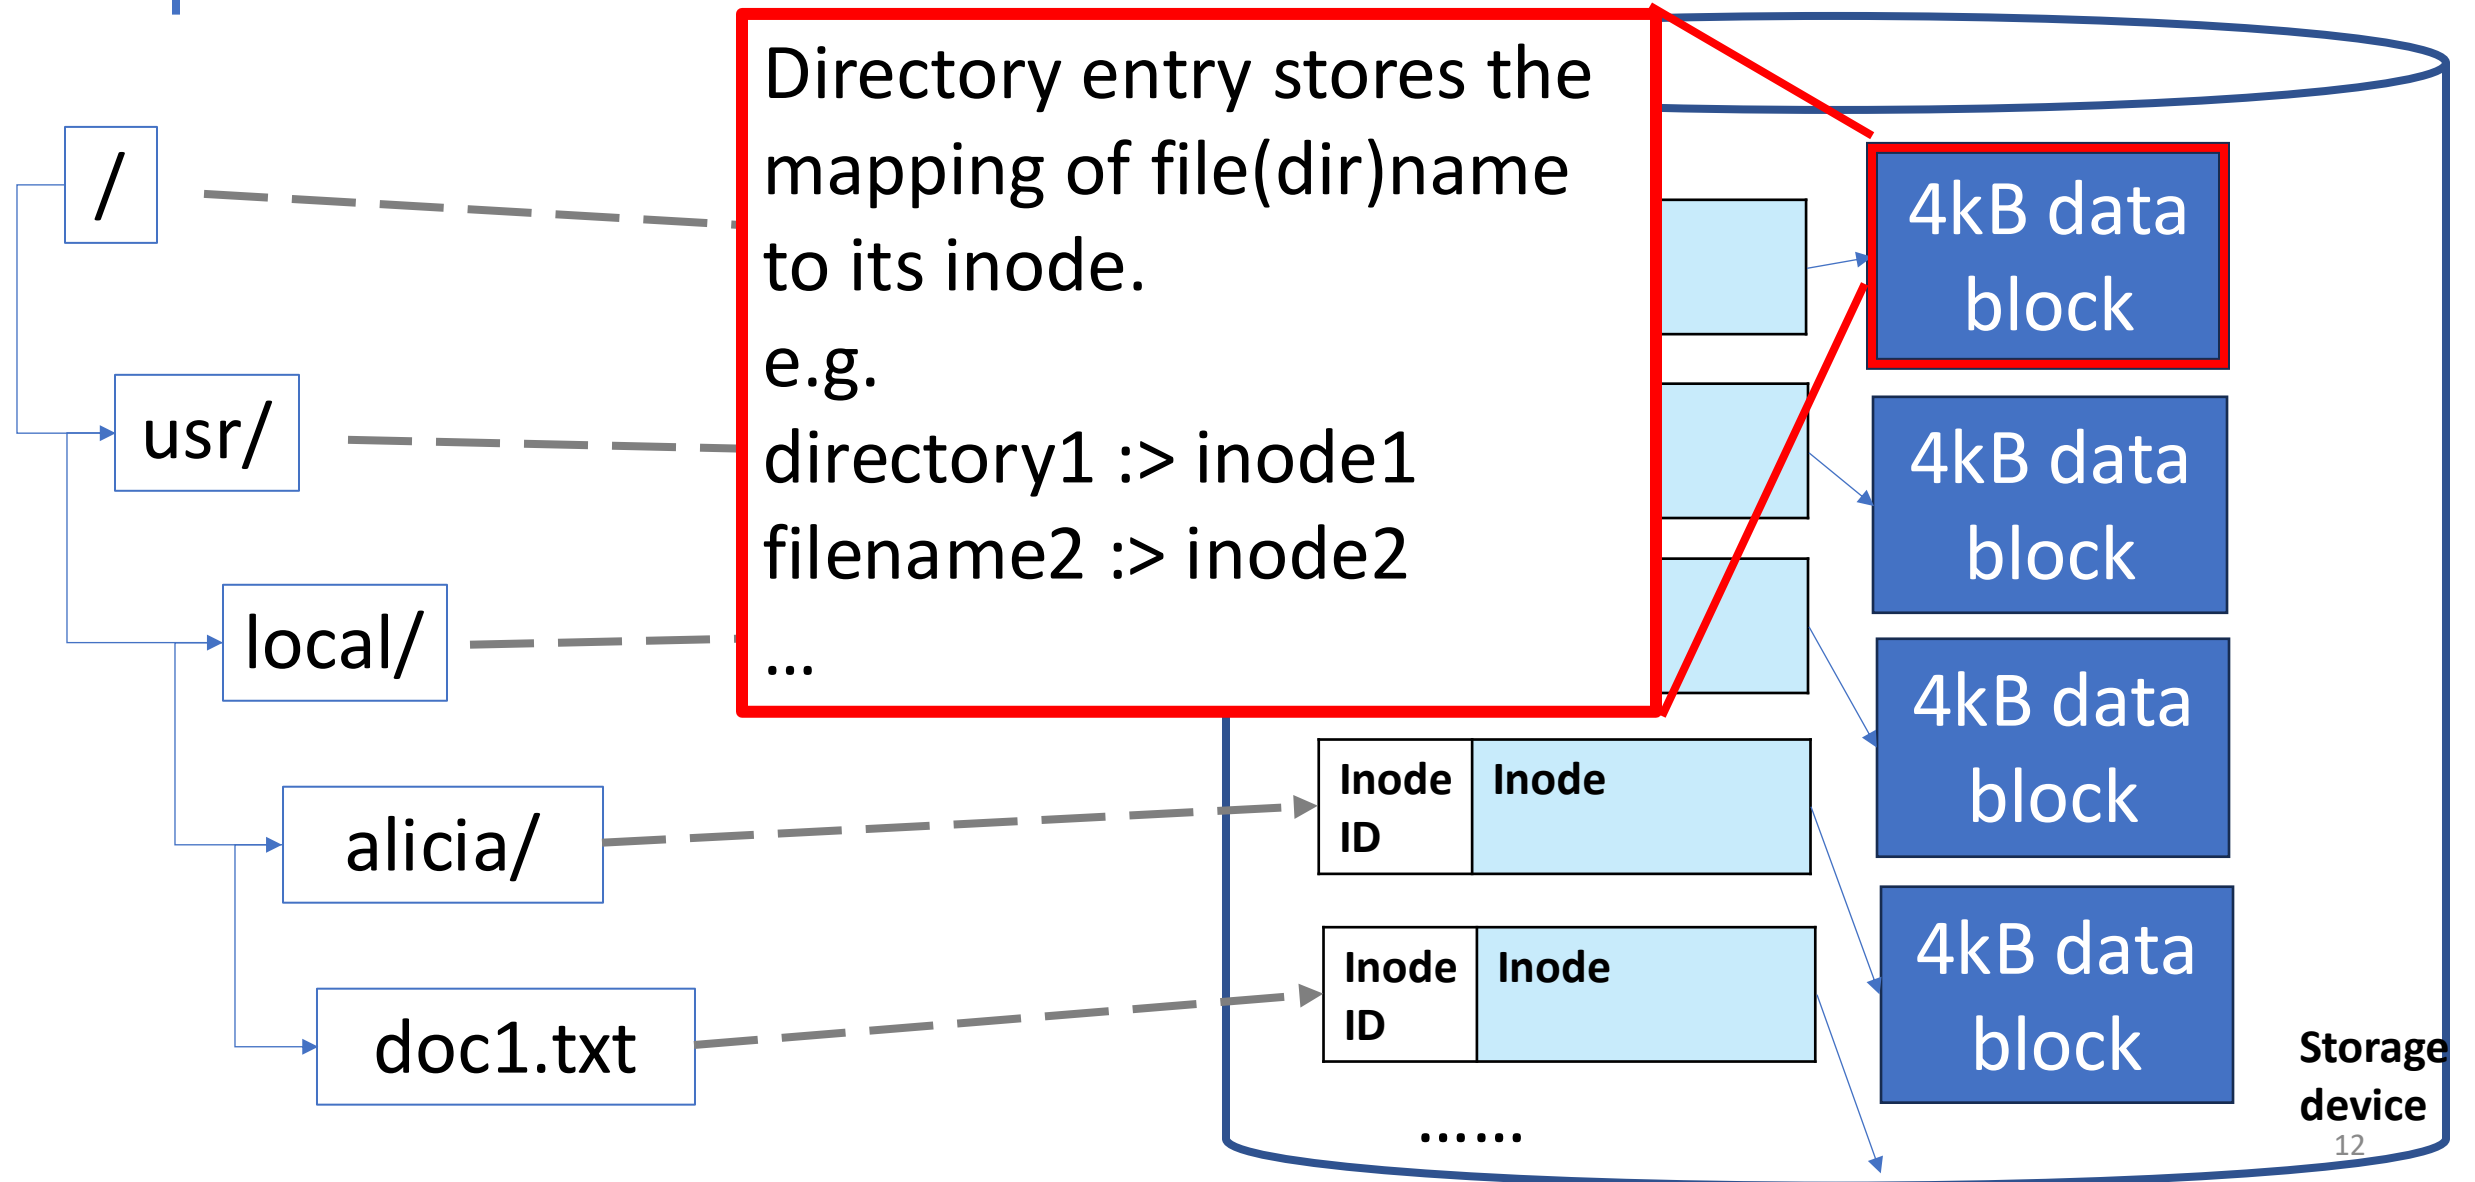 Directory entry stores the
mapping of file(dir)name
to its inode.
e.g.
directory1 :> inode1
filename2 :> inode2
...
/
usr/
local/
alicia/
doc1.txt
Inode
ID
Inode
Inode
ID
Inode
......
4kB data
block
4kB data
block
4kB data
block
4kB data
block
Storage
device
12